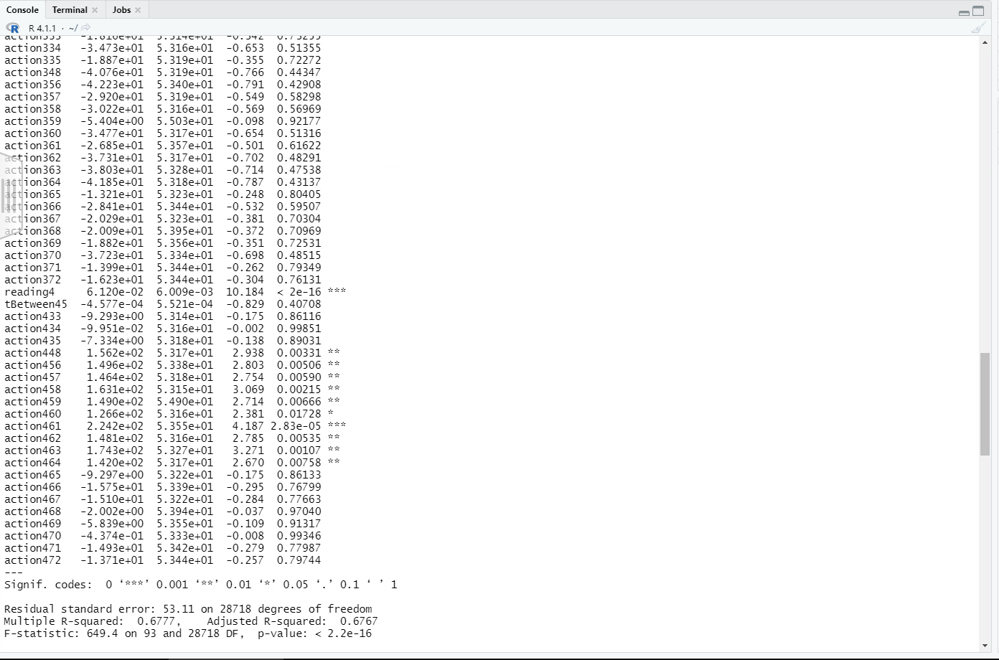 Console Terminal Jobs
R 4.1.1 · ~/
action333 -1.816e+01 5.314e+01 -0.342 0.73255
action334 -3.473e+01 5.316e+01 -0.653 0.51355
action335 -1.887e+01 5.319e+01 -0.355 0.72272
action348 -4.076e+01 5.319e+01 -0.766 0.44347
action356 -4.223e+01 5.340e+01 -0.791 0.42908
action357 -2.920e+01 5.319e+01 -0.549 0.58298
action358 -3.022e+01 5.316e+01 -0.569 0.56969
action359 -5.404e+00 5.503e+01 -0.098 0.92177
action360 -3.477e+01 5.317e+01 -0.654 0.51316
action361 -2.685e+01 5.357e+01 -0.501 0.61622
action362 -3.731e+01 5.317e+01 -0.702 0.48291
action363 -3.803e+01 5.328e+01 -0.714 0.47538
action364 -4.185e+01 5.318e+01 -0.787 0.43137
action365 -1.321e+01 5.323e+01 -0.248 0.80405
action366 -2.841e+01 5.344e+01 -0.532 0.59507
action367 -2.029e+01 5.323e+01 -0.381 0.70304
action368 -2.009e+01 5.395e+01 -0.372 0.70969
action369 -1.882e+01 5.356e+01 -0.351 0.72531
action370 -3.723e+01 5.334e+01 -0.698 0.48515
action371 -1.399e+01 5.344e+01 -0.262 0.79349
action372 -1.623e+01 5.344e+01 -0.304 0.76131
reading4 6.120e-02 6.009e-03 10.184 < 2e-16 ***
tBetween45 -4.577e-04 5.521e-04 -0.829 0.40708
action433 -9.293e+00 5.314e+01 -0.175 0.86116
action434 -9.951e-02 5.316e+01 -0.002 0.99851
action435 -7.334e+00 5.318e+01 -0.138 0.89031
action448 1.562e+02 5.317e+01 2.938 0.00331 **
action456 1.496e+02 5.338e+01 2.803 0.00506 **
action457 1.464e+02 5.318e+01 2.754 0.00590 **
action458 1.631e+02 5.315e+01 3.069 0.00215 **
action459 1.490e+02 5.490e+01 2.714 0.00666 **
action460 1.266e+02 5.316e+01 2.381 0.01728 *
action461 2.242e+02 5.355e+01 4.187 2.83e-05 ***
action462 1.481e+02 5.316e+01 2.785 0.00535 **
action463 1.743e+02 5.327e+01 3.271 0.00107 **
action464 1.420e+02 5.317e+01 2.670 0.00758 **
action465 -9.297e+00 5.322e+01 -0.175 0.86133
action466 -1.575e+01 5.339e+01 -0.295 0.76799
action467 -1.510e+01 5.322e+01 -0.284 0.77663
action468 -2.002e+00 5.394e+01 -0.037 0.97040
action469 -5.839e+00 5.355e+01 -0.109 0.91317
action470 -4.374e-01 5.333e+01 -0.008 0.99346
action471 -1.493e+01 5.342e+01 -0.279 0.77987
action472 -1.371e+01 5.344e+01 -0.257 0.79744
---
Signif. codes: 0 ‘***’ 0.001 ‘**’ 0.01 ‘*’ 0.05 ‘.’ 0.1 ‘ ’ 1
Residual standard error: 53.11 on 28718 degrees of freedom
Multiple R-squared: 0.6777, Adjusted R-squared: 0.6767
F-statistic: 649.4 on 93 and 28718 DF, p-value: < 2.2e-16